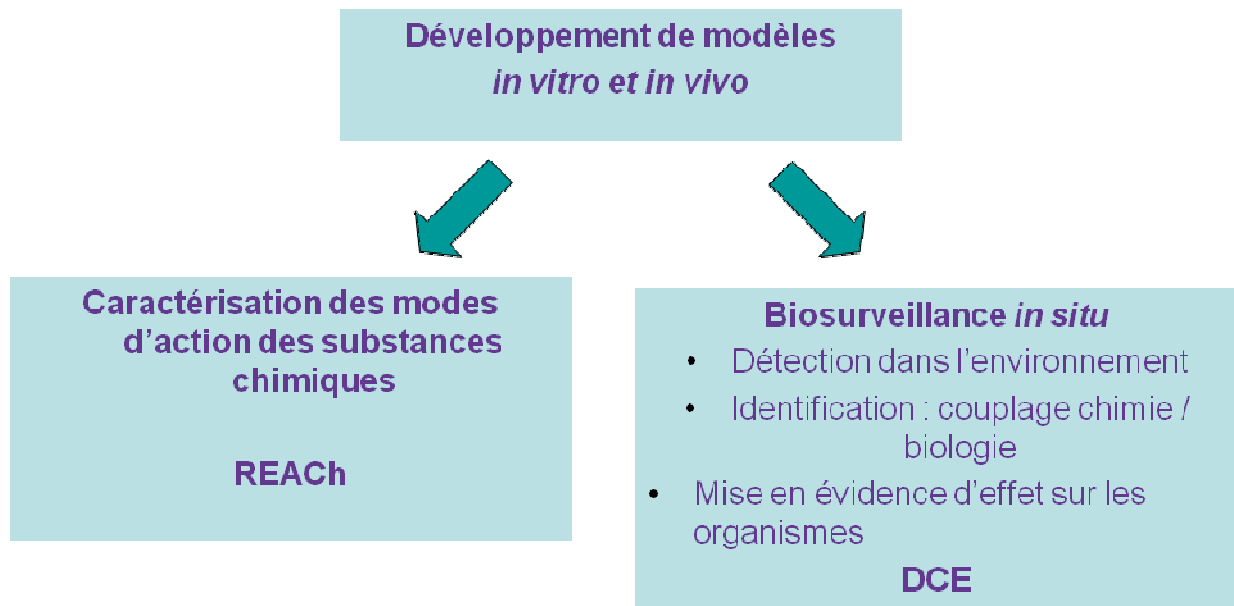 Développement de modèles
in vitro et in vivo
Caractérisation des modes
d'action des substances
chimiques
REACh
Biosurveillance in situ
• Détection dans l'environnement
• Identification : couplage chimie /
biologie
• Mise en évidence d'effet sur les
organismes
DCE